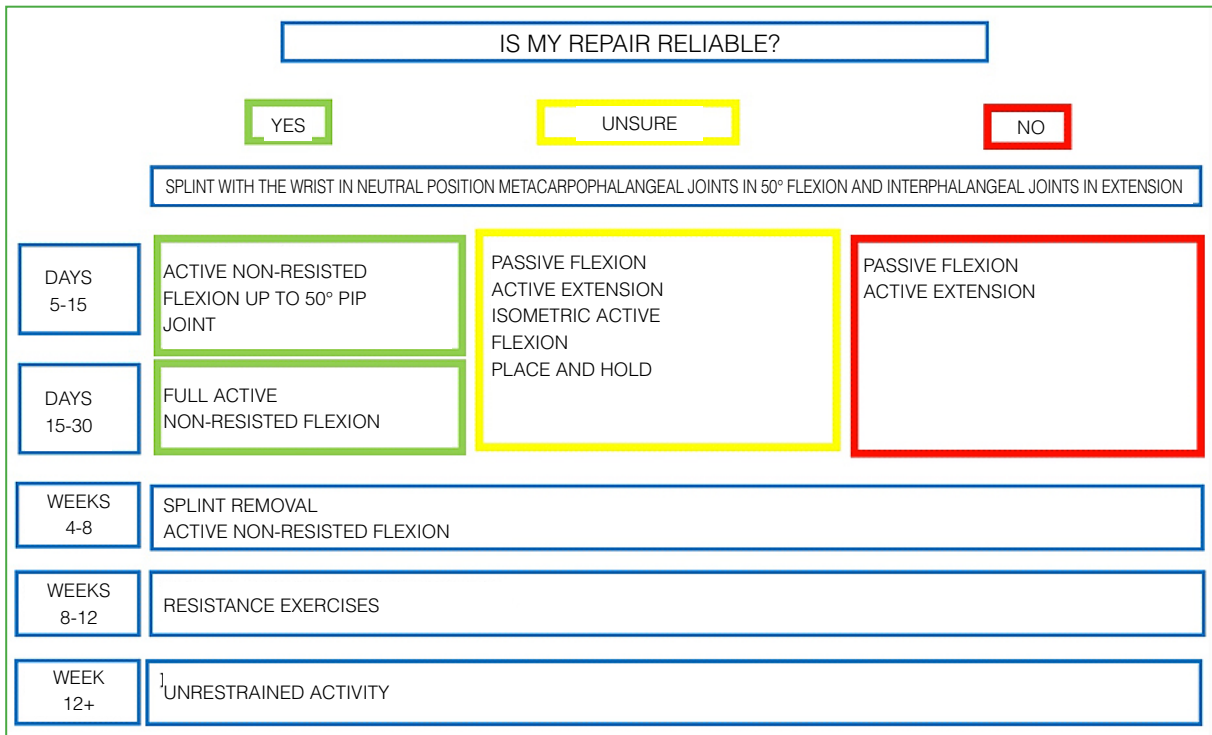 IS MY REPAIR RELIABLE?
YES
UNSURE
NO
SPLINT WITH THE WRIST IN NEUTRAL POSITION METACARPOPHALANGEAL JOINTS IN 50° FLEXION AND INTERPHALANGEAL JOINTS IN EXTENSION
DAYS
5-15
ACTIVE NON-RESISTED
FLEXION UP TO 50° PIP
JOINT
PASSIVE FLEXION
ACTIVE EXTENSION
ISOMETRIC ACTIVE
FLEXION
PLACE AND HOLD
PASSIVE FLEXION
ACTIVE EXTENSION
DAYS
15-30
FULL ACTIVE
NON-RESISTED FLEXION
WEEKS
4-8
SPLINT REMOVAL
ACTIVE NON-RESISTED FLEXION
WEEKS
8-12
RESISTANCE EXERCISES
WEEK
12+
UNRESTRAINED ACTIVITY